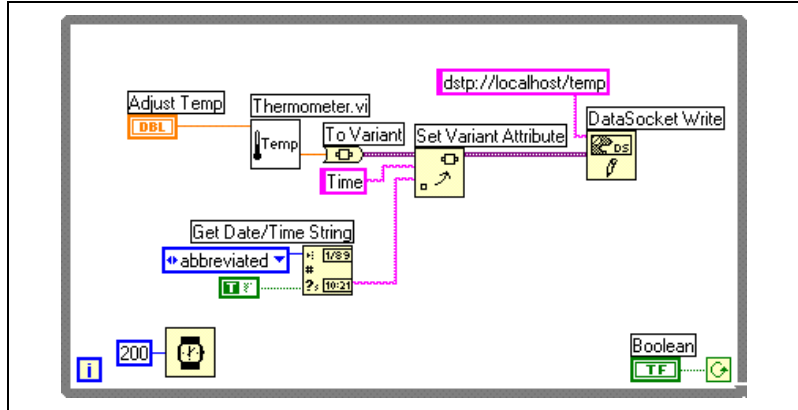 dstp://localhost/temp
Adjust Temp
Thermometer.vi
DataSocket Write
DBL
Temp
To Variant
Set Variant Attribute
DS
Time
Get Date/Time String
abbreviated
1/89
#
T
?
10:21
200
Boolean
i
TF